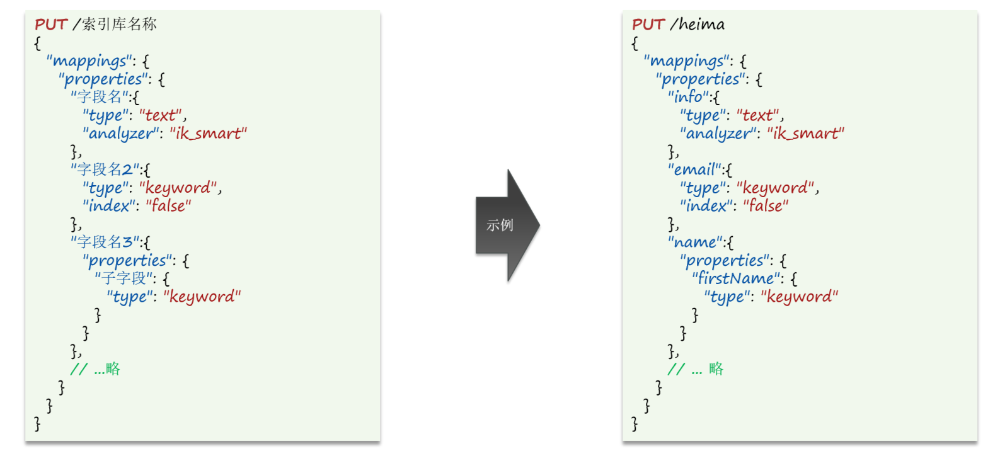 PUT /索引库名称
{
  "mappings": {
    "properties": {
      "字段名":{
        "type": "text",
        "analyzer": "ik_smart"
      },
      "字段名2":{
        "type": "keyword",
        "index": "false"
      },
      "字段名3":{
        "properties": {
          "子字段": {
            "type": "keyword"
          }
        }
      },
      // ...略
    }
  }
}
示例
PUT /heima
{
  "mappings": {
    "properties": {
      "info":{
        "type": "text",
        "analyzer": "ik_smart"
      },
      "email":{
        "type": "keyword",
        "index": "false"
      },
      "name":{
        "properties": {
          "firstName": {
            "type": "keyword"
          }
        }
      },
      // ... 略
    }
  }
}